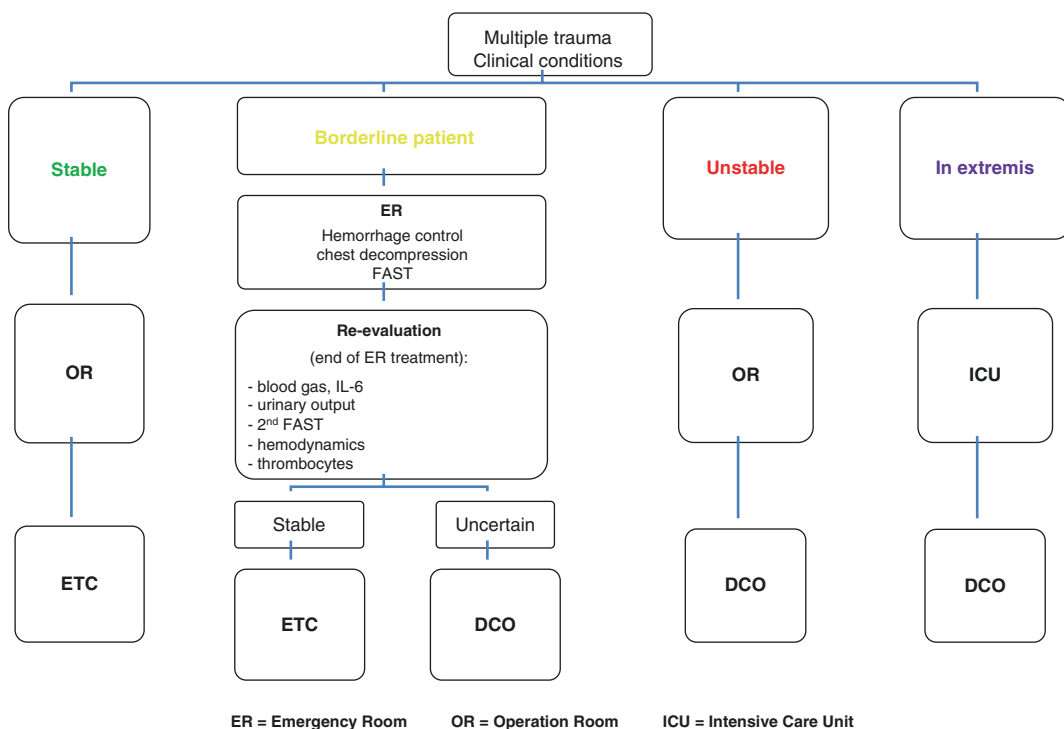 Multiple trauma
Clinical conditions
Stable
Borderline patient
Unstable
In extremis
ER
Hemorrhage control
chest decompression
FAST
OR
Re-evaluation
(end of ER treatment):
- blood gas, IL-6
- urinary output
- 2nd FAST
- hemodynamics
- thrombocytes
OR
ICU
Stable
Uncertain
ETC
ETC
DCO
DCO
DCO
ER = Emergency Room OR = Operation Room ICU = Intensive Care Unit